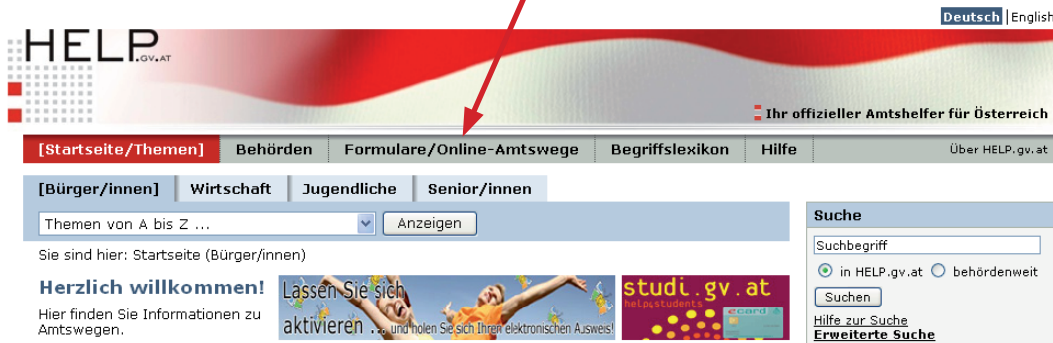 Deutsch | English
HELP.GV.AT
Ihr offizieller Amtshelfer für Österreich
[Startseite/Themen] Behörden Formulare/Online-Amtswege Begriffslexikon Hilfe Über HELP.gv.at
[Bürger/innen] Wirtschaft Jugendliche Senior/innen
Themen von A bis Z ... Anzeigen
Sie sind hier: Startseite (Bürger/innen)
Herzlich willkommen!
Hier finden Sie Informationen zu
Amtswegen.
Lassen Sie sich
aktivieren ... und holen Sie sich Ihren elektronischen Ausweis!
studi.gv.at
help4students
ecard
Suche
Suchbegriff
in HELP.gv.at behördenweit
Suchen
Hilfe zur Suche
Erweiterte Suche